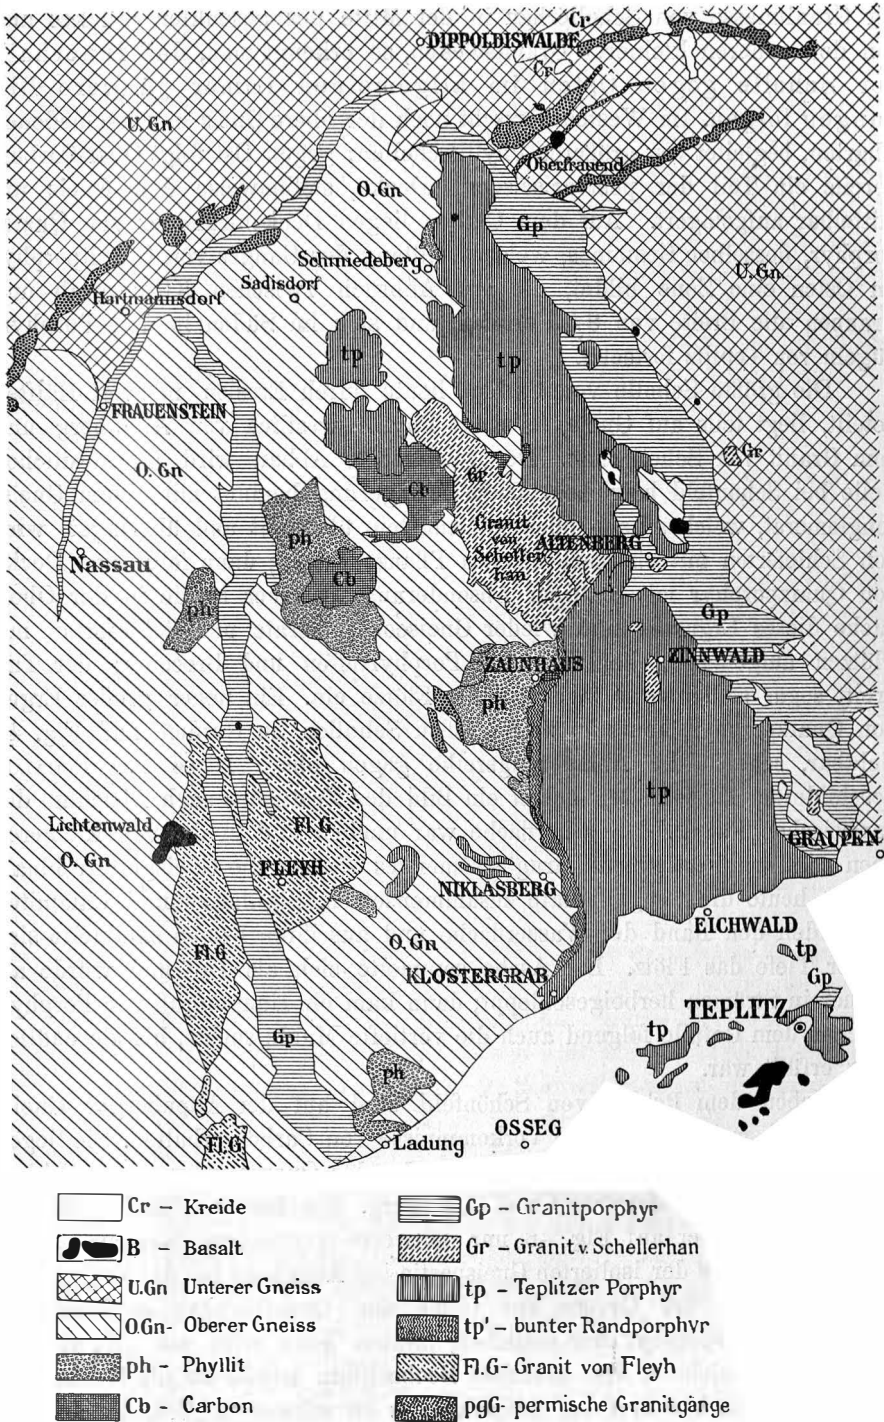 Cr
DIPPOLDISWALDE
Cr
U.Gn
Oberfrauend
O.Gn
Gp
Schmiedeberg
U.Gn.
Sadisdorf
Hartmannsdorf
tp
tp
FRAUENSTEIN
O.Gn
Gr
Gr
Cb
Granit
von
Scheller
han
ph
ALTENBERG
Nassau
Cb
ph
Gp
ZAUNHAUS
ZINNWALD
ph
tp
Lichtenwald
Fl.G
GRAUPEN
O.Gn
FLEYH
NIKLASBERG
EICHWALD
O.Gn
tp
Fl.G
KLOSTERGRAB
Gp
TEPLITZ
tp
Gp
ph
Fl.G
Ladung
OSSEG
Cr – Kreide
B – Basalt
U.Gn Unterer Gneiss
O.Gn- Oberer Gneiss
ph – Phyllit
Cb – Carbon
Gp – Granitporphyr
Gr – Granit v. Schellerhan
tp – Teplitzer Porphyr
tp' – bunter Randporphyr
Fl.G – Granit von Fleyh
pgG- permische Granitgänge